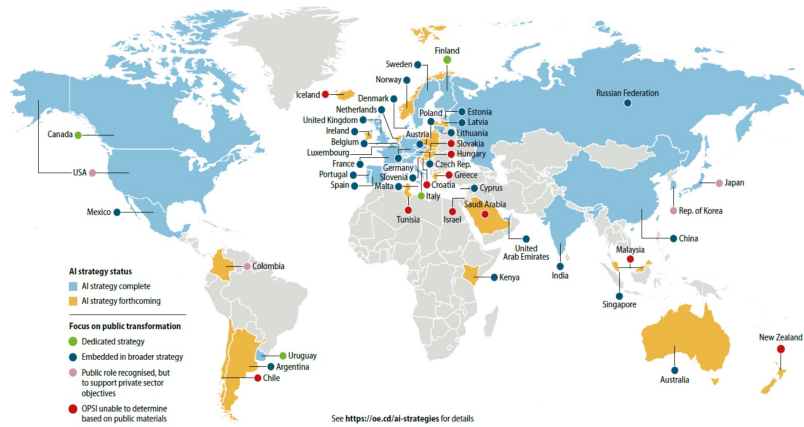 Finland
Sweden
Norway
Iceland
Denmark
Netherlands
United Kingdom
Ireland
Belgium
Luxembourg
France
Portugal
Spain
Germany
Slovenia
Malta
Austria
Poland
Estonia
Latvia
Lithuania
Slovakia
Hungary
Czech Rep.
Greece
Croatia
Cyprus
Italy
Tunisia
Israel
Saudi Arabia
Russian Federation
Canada
USA
Mexico
Japan
Rep. of Korea
China
Malaysia
United
Arab Emirates
India
Singapore
Kenya
Colombia
Uruguay
Argentina
Chile
New Zealand
Australia
AI strategy status
AI strategy complete
AI strategy forthcoming
Focus on public transformation
Dedicated strategy
Embedded in broader strategy
Public role recognised, but
to support private sector
objectives
OPSI unable to determine
based on public materials
See https://oe.cd/ai-strategies for details